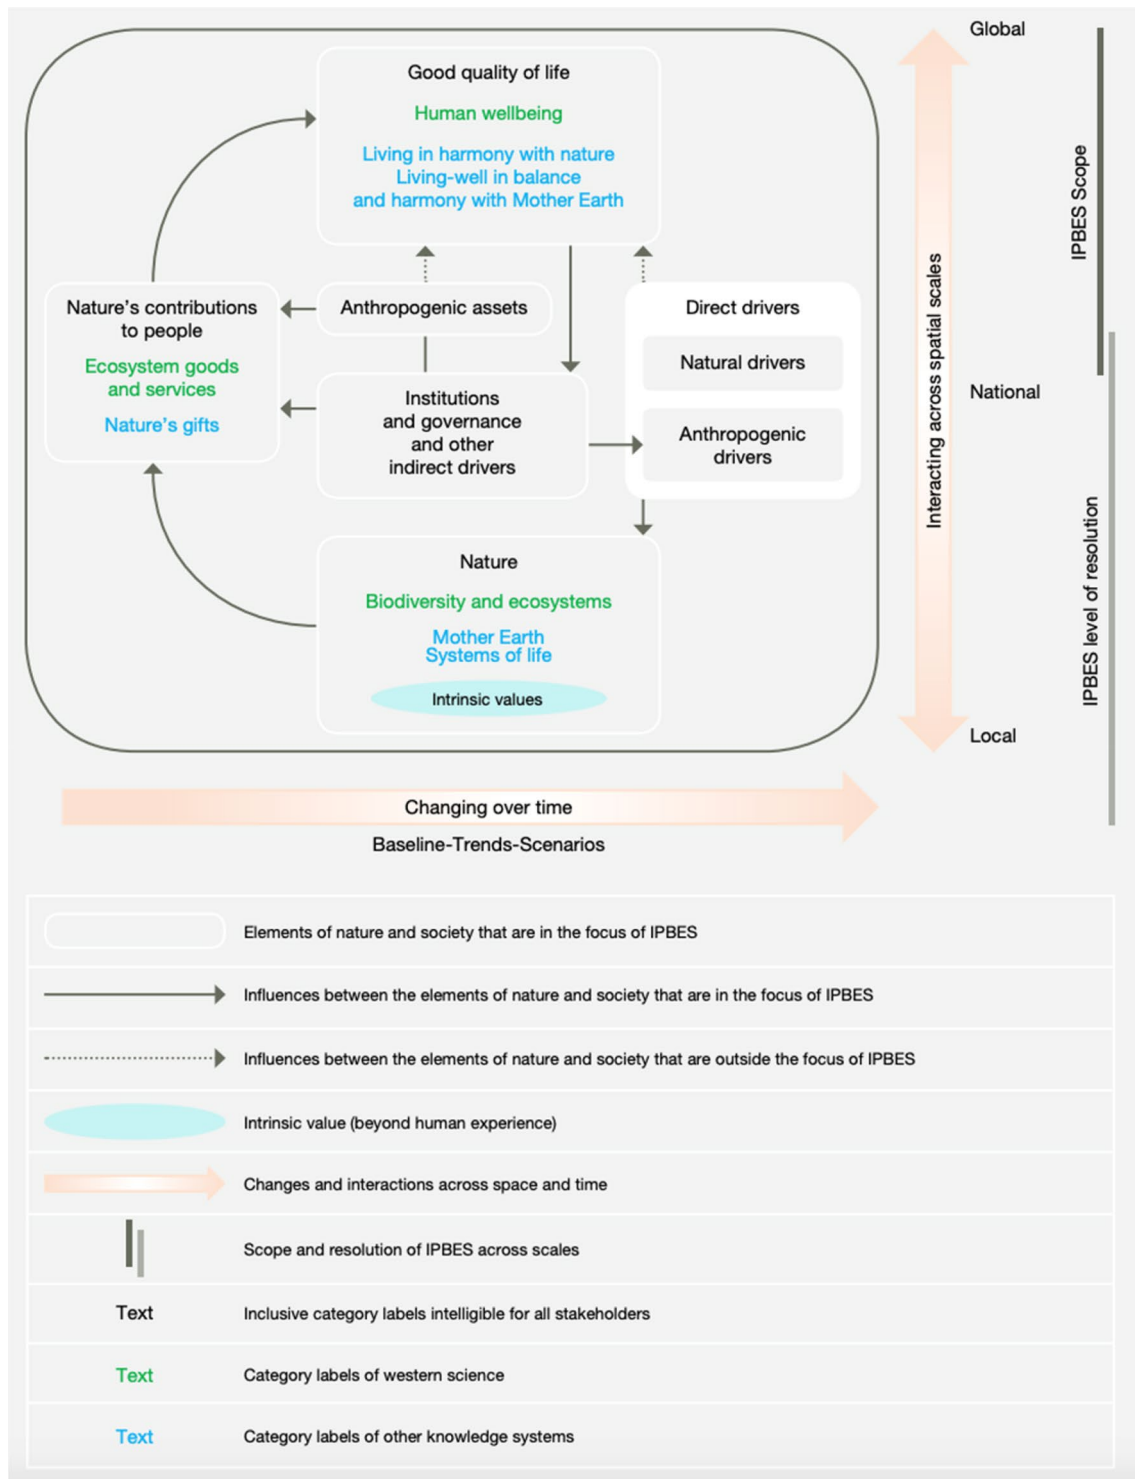 Good quality of life
Human wellbeing
Living in harmony with nature
Living-well in balance
and harmony with Mother Earth
Nature's contributions
to people
Ecosystem goods
and services
Nature's gifts
Anthropogenic assets
Institutions
and governance
and other
indirect drivers
Direct drivers
Natural drivers
Anthropogenic
drivers
Nature
Biodiversity and ecosystems
Mother Earth
Systems of life
Intrinsic values
Interacting across spatial scales
Global
National
Local
IPBES Scope
IPBES level of resolution
Changing over time
Baseline-Trends-Scenarios
Elements of nature and society that are in the focus of IPBES
Influences between the elements of nature and society that are in the focus of IPBES
Influences between the elements of nature and society that are outside the focus of IPBES
Intrinsic value (beyond human experience)
Changes and interactions across space and time
Scope and resolution of IPBES across scales
Text Inclusive category labels intelligible for all stakeholders
Text Category labels of western science
Text Category labels of other knowledge systems